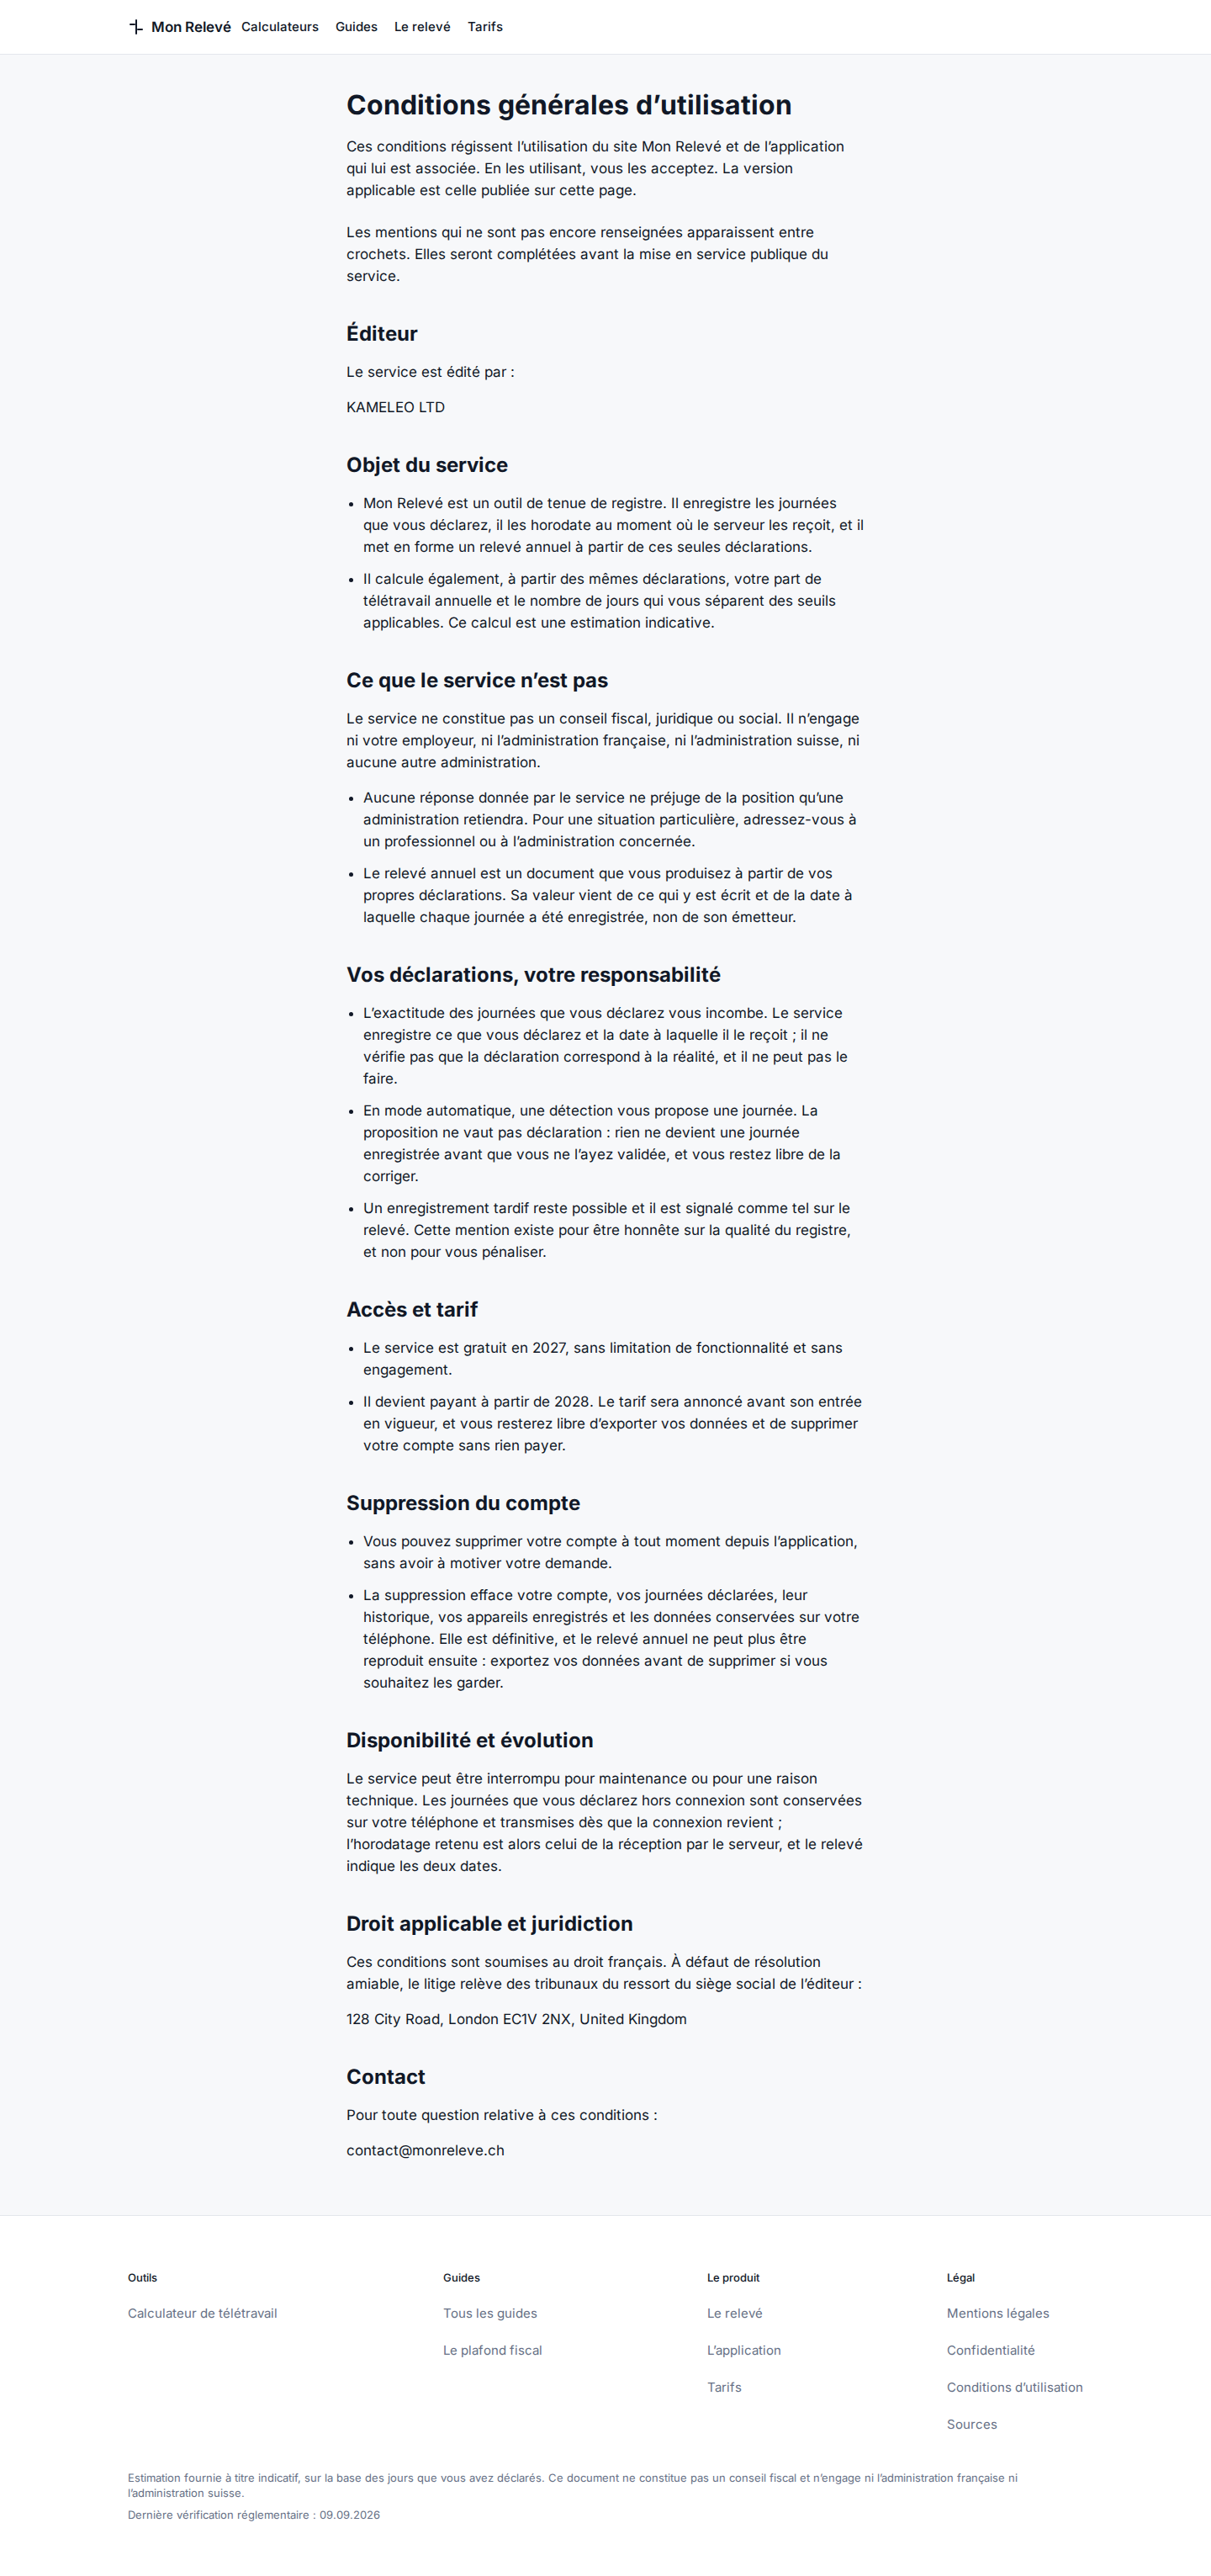 Mon Relevé Calculateurs Guides Le relevé Tarifs
Conditions générales d’utilisation
Ces conditions régissent l’utilisation du site Mon Relevé et de l’application
qui lui est associée. En les utilisant, vous les acceptez. La version
applicable est celle publiée sur cette page.
Les mentions qui ne sont pas encore renseignées apparaissent entre
crochets. Elles seront complétées avant la mise en service publique du
service.
Éditeur
Le service est édité par :
KAMELEO LTD
Objet du service
• Mon Relevé est un outil de tenue de registre. Il enregistre les journées
que vous déclarez, il les horodate au moment où le serveur les reçoit, et il
met en forme un relevé annuel à partir de ces seules déclarations.
• Il calcule également, à partir des mêmes déclarations, votre part de
télétravail annuelle et le nombre de jours qui vous séparent des seuils
applicables. Ce calcul est une estimation indicative.
Ce que le service n’est pas
Le service ne constitue pas un conseil fiscal, juridique ou social. Il n’engage
ni votre employeur, ni l’administration française, ni l’administration suisse, ni
aucune autre administration.
• Aucune réponse donnée par le service ne préjuge de la position qu’une
administration retiendra. Pour une situation particulière, adressez-vous à
un professionnel ou à l’administration concernée.
• Le relevé annuel est un document que vous produisez à partir de vos
propres déclarations. Sa valeur vient de ce qui y est écrit et de la date à
laquelle chaque journée a été enregistrée, non de son émetteur.
Vos déclarations, votre responsabilité
• L’exactitude des journées que vous déclarez vous incombe. Le service
enregistre ce que vous déclarez et la date à laquelle il le reçoit ; il ne
vérifie pas que la déclaration correspond à la réalité, et il ne peut pas le
faire.
• En mode automatique, une détection vous propose une journée. La
proposition ne vaut pas déclaration : rien ne devient une journée
enregistrée avant que vous ne l’ayez validée, et vous restez libre de la
corriger.
• Un enregistrement tardif reste possible et il est signalé comme tel sur le
relevé. Cette mention existe pour être honnête sur la qualité du registre,
et non pour vous pénaliser.
Accès et tarif
• Le service est gratuit en 2027, sans limitation de fonctionnalité et sans
engagement.
• Il devient payant à partir de 2028. Le tarif sera annoncé avant son entrée
en vigueur, et vous resterez libre d’exporter vos données et de supprimer
votre compte sans rien payer.
Suppression du compte
• Vous pouvez supprimer votre compte à tout moment depuis l’application,
sans avoir à motiver votre demande.
• La suppression efface votre compte, vos journées déclarées, leur
historique, vos appareils enregistrés et les données conservées sur votre
téléphone. Elle est définitive, et le relevé annuel ne peut plus être
reproduit ensuite : exportez vos données avant de supprimer si vous
souhaitez les garder.
Disponibilité et évolution
Le service peut être interrompu pour maintenance ou pour une raison
technique. Les journées que vous déclarez hors connexion sont conservées
sur votre téléphone et transmises dès que la connexion revient ;
l’horodatage retenu est alors celui de la réception par le serveur, et le relevé
indique les deux dates.
Droit applicable et juridiction
Ces conditions sont soumises au droit français. À défaut de résolution
amiable, le litige relève des tribunaux du ressort du siège social de l’éditeur :
128 City Road, London EC1V 2NX, United Kingdom
Contact
Pour toute question relative à ces conditions :
contact@monreleve.ch
Outils
Calculateur de télétravail
Guides
Tous les guides
Le plafond fiscal
Le produit
Le relevé
L’application
Tarifs
Légal
Mentions légales
Confidentialité
Conditions d’utilisation
Sources
Estimation fournie à titre indicatif, sur la base des jours que vous avez déclarés. Ce document ne constitue pas un conseil fiscal et n’engage ni l’administration française ni
l’administration suisse.
Dernière vérification réglementaire : 09.09.2026